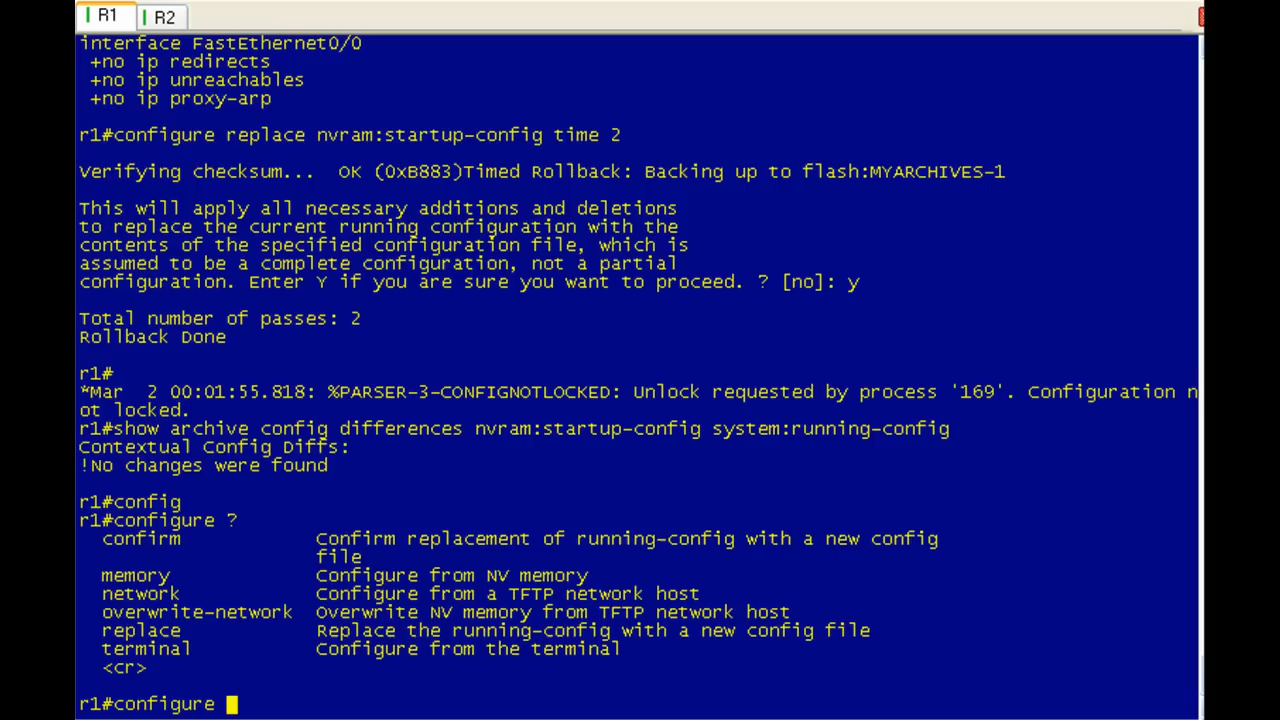 R1
R2
interface FastEthernet0/0
+no ip redirects
+no ip unreachables
+no ip proxy-arp
r1#configure replace nvram:startup-config time 2
Verifying checksum...  OK (0xB883)Timed Rollback: Backing up to flash:MYARCHIVES-1
This will apply all necessary additions and deletions
to replace the current running configuration with the
contents of the specified configuration file, which is
assumed to be a complete configuration, not a partial
configuration. Enter Y if you are sure you want to proceed. ? [no]: y
Total number of passes: 2
Rollback Done
r1#
*Mar  2 00:01:55.818: %PARSER-3-CONFIGNOTLOCKED: Unlock requested by process '169'. Configuration n
ot locked.
r1#show archive config differences nvram:startup-config system:running-config
Contextual Config Diffs:
!No changes were found
r1#config
r1#configure ?
confirm            Confirm replacement of running-config with a new config
file
memory             Configure from NV memory
network            Configure from a TFTP network host
overwrite-network  Overwrite NV memory from TFTP network host
replace            Replace the running-config with a new config file
terminal           Configure from the terminal
<cr>
r1#configure